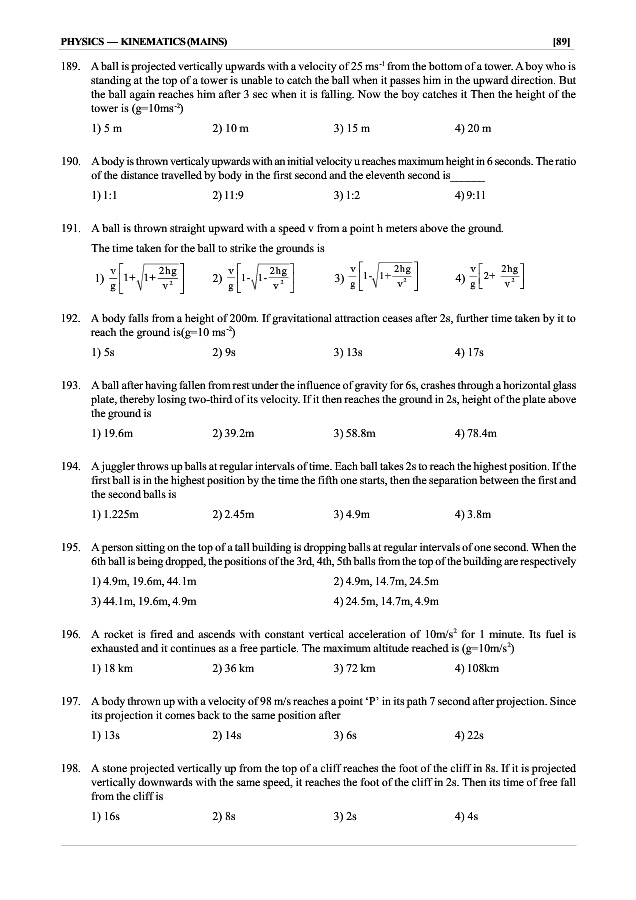 PHYSICS — KINEMATICS (MAINS) [89]
189. A ball is projected vertically upwards with a velocity of 25 ms⁻¹ from the bottom of a tower. A boy who is
standing at the top of a tower is unable to catch the ball when it passes him in the upward direction. But
the ball again reaches him after 3 sec when it is falling. Now the boy catches it Then the height of the
tower is (g=10ms⁻²)
1) 5 m 2) 10 m 3) 15 m 4) 20 m
190. A body is thrown verticaly upwards with an initial velocity u reaches maximum height in 6 seconds. The ratio
of the distance travelled by body in the first second and the eleventh second is______
1) 1:1 2) 11:9 3) 1:2 4) 9:11
191. A ball is thrown straight upward with a speed v from a point h meters above the ground.
The time taken for the ball to strike the grounds is
1) v/g[1+√(1+2hg/v²)] 2) v/g[1-√(1-2hg/v²)] 3) v/g[1-√(1+2hg/v²)] 4) v/g[2+ 2hg/v²]
192. A body falls from a height of 200m. If gravitational attraction ceases after 2s, further time taken by it to
reach the ground is(g=10 ms⁻²)
1) 5s 2) 9s 3) 13s 4) 17s
193. A ball after having fallen from rest under the influence of gravity for 6s, crashes through a horizontal glass
plate, thereby losing two-third of its velocity. If it then reaches the ground in 2s, height of the plate above
the ground is
1) 19.6m 2) 39.2m 3) 58.8m 4) 78.4m
194. A juggler throws up balls at regular intervals of time. Each ball takes 2s to reach the highest position. If the
first ball is in the highest position by the time the fifth one starts, then the separation between the first and
the second balls is
1) 1.225m 2) 2.45m 3) 4.9m 4) 3.8m
195. A person sitting on the top of a tall building is dropping balls at regular intervals of one second. When the
6th ball is being dropped, the positions of the 3rd, 4th, 5th balls from the top of the building are respectively
1) 4.9m, 19.6m, 44.1m 2) 4.9m, 14.7m, 24.5m
3) 44.1m, 19.6m, 4.9m 4) 24.5m, 14.7m, 4.9m
196. A rocket is fired and ascends with constant vertical acceleration of 10m/s² for 1 minute. Its fuel is
exhausted and it continues as a free particle. The maximum altitude reached is (g=10m/s²)
1) 18 km 2) 36 km 3) 72 km 4) 108km
197. A body thrown up with a velocity of 98 m/s reaches a point ‘P’ in its path 7 second after projection. Since
its projection it comes back to the same position after
1) 13s 2) 14s 3) 6s 4) 22s
198. A stone projected vertically up from the top of a cliff reaches the foot of the cliff in 8s. If it is projected
vertically downwards with the same speed, it reaches the foot of the cliff in 2s. Then its time of free fall
from the cliff is
1) 16s 2) 8s 3) 2s 4) 4s